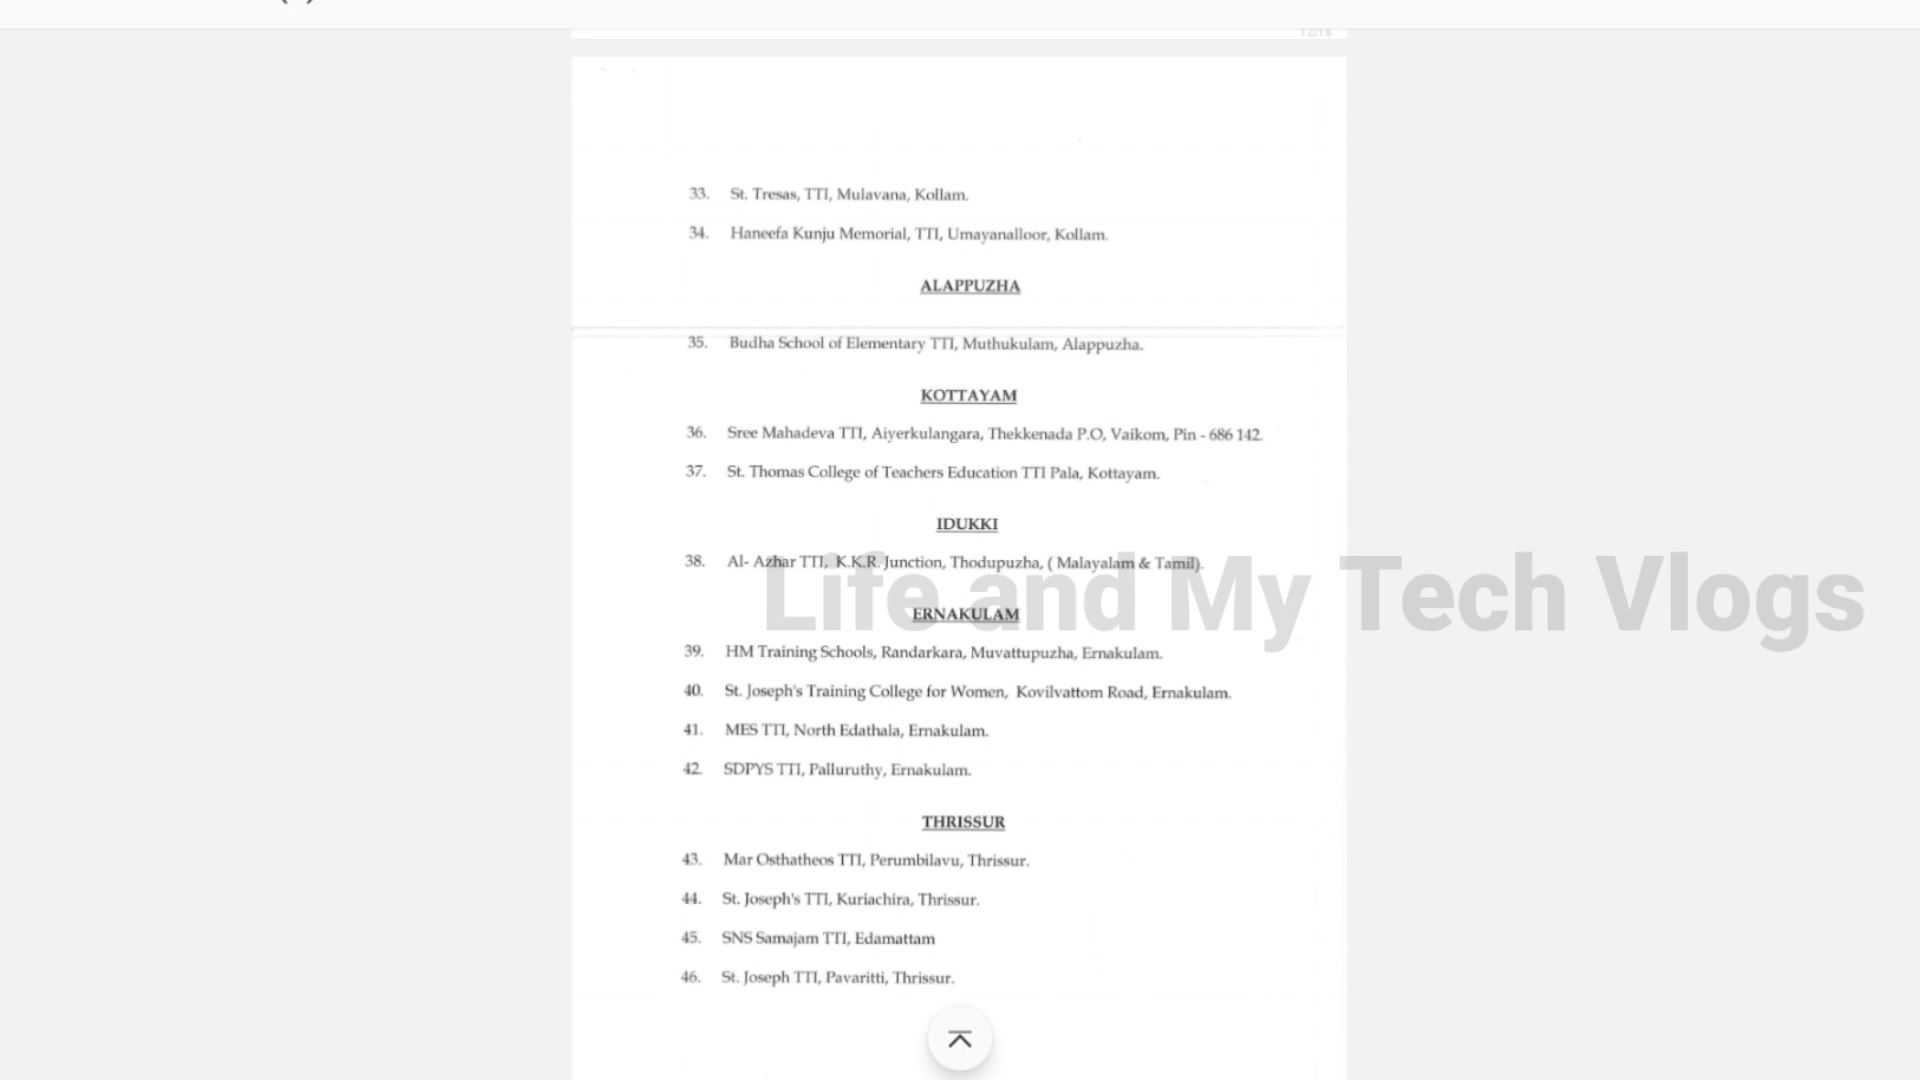 12/18
33. St. Tresas, TTI, Mulavana, Kollam.
34. Haneefa Kunju Memorial, TTI, Umayanalloor, Kollam.
ALAPPUZHA
35. Budha School of Elementary TTI, Muthukulam, Alappuzha.
KOTTAYAM
36. Sree Mahadeva TTI, Aiyerkulangara, Thekkenada P.O, Vaikom, Pin - 686 142.
37. St. Thomas College of Teachers Education TTI Pala, Kottayam.
IDUKKI
38. Al- Azhar TTI, K.K.R. Junction, Thodupuzha, ( Malayalam & Tamil).
Life and My Tech Vlogs
ERNAKULAM
39. HM Training Schools, Randarkara, Muvattupuzha, Ernakulam.
40. St. Joseph's Training College for Women, Kovilvattom Road, Ernakulam.
41. MES TTI, North Edathala, Ernakulam.
42. SDPYS TTI, Palluruthy, Ernakulam.
THRISSUR
43. Mar Osthatheos TTI, Perumbilavu, Thrissur.
44. St. Joseph's TTI, Kuriachira, Thrissur.
45. SNS Samajam TTI, Edamattam
46. St. Joseph TTI, Pavaritti, Thrissur.